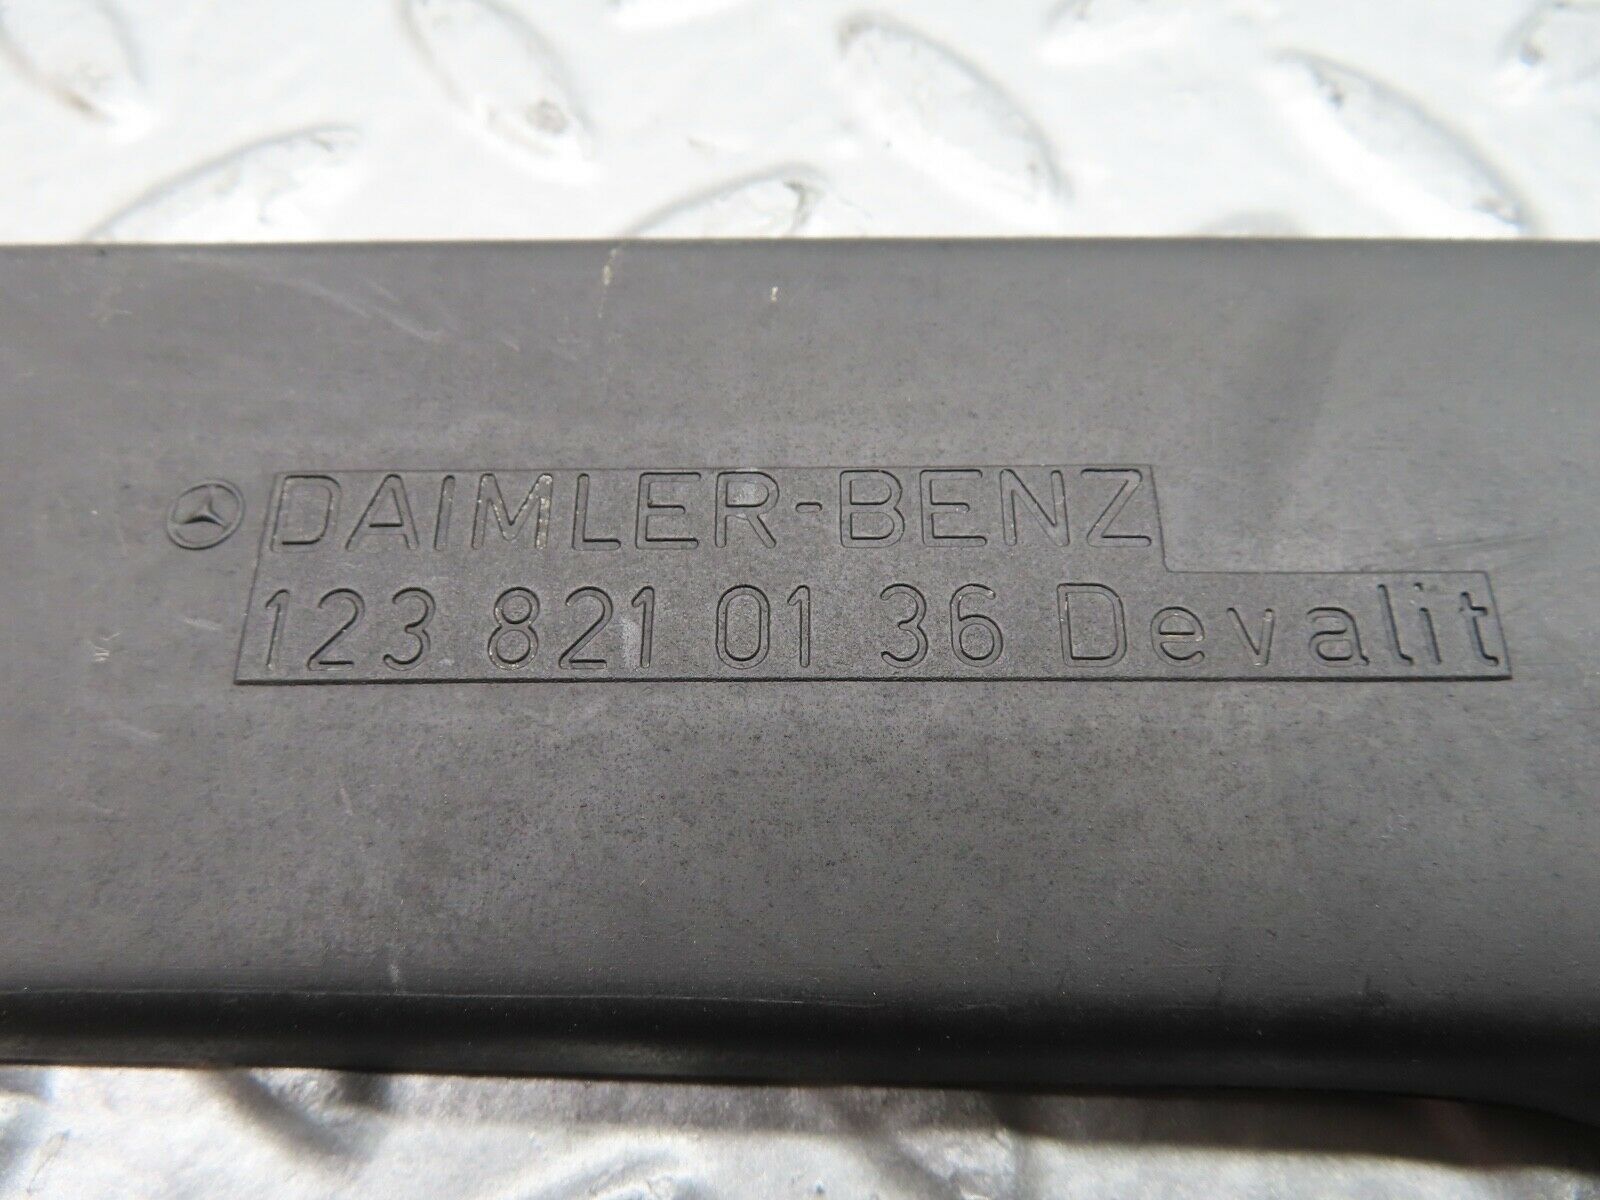 DAIMLER-BENZ
123 821 01 36 Devalit